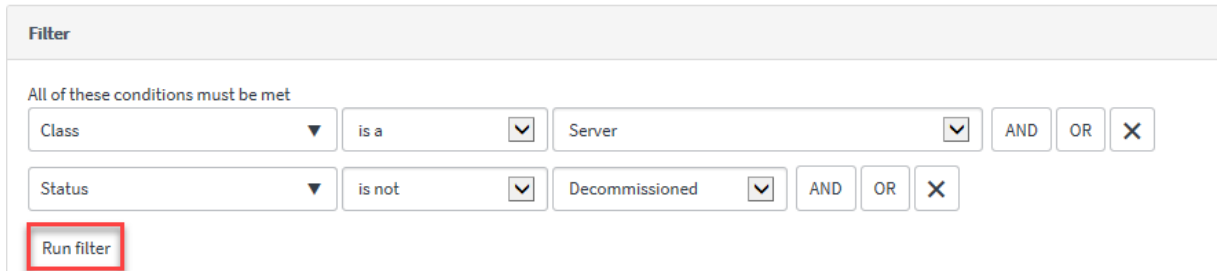 Filter
All of these conditions must be met
Class is a Server AND OR
Status is not Decommissioned AND OR
Run filter